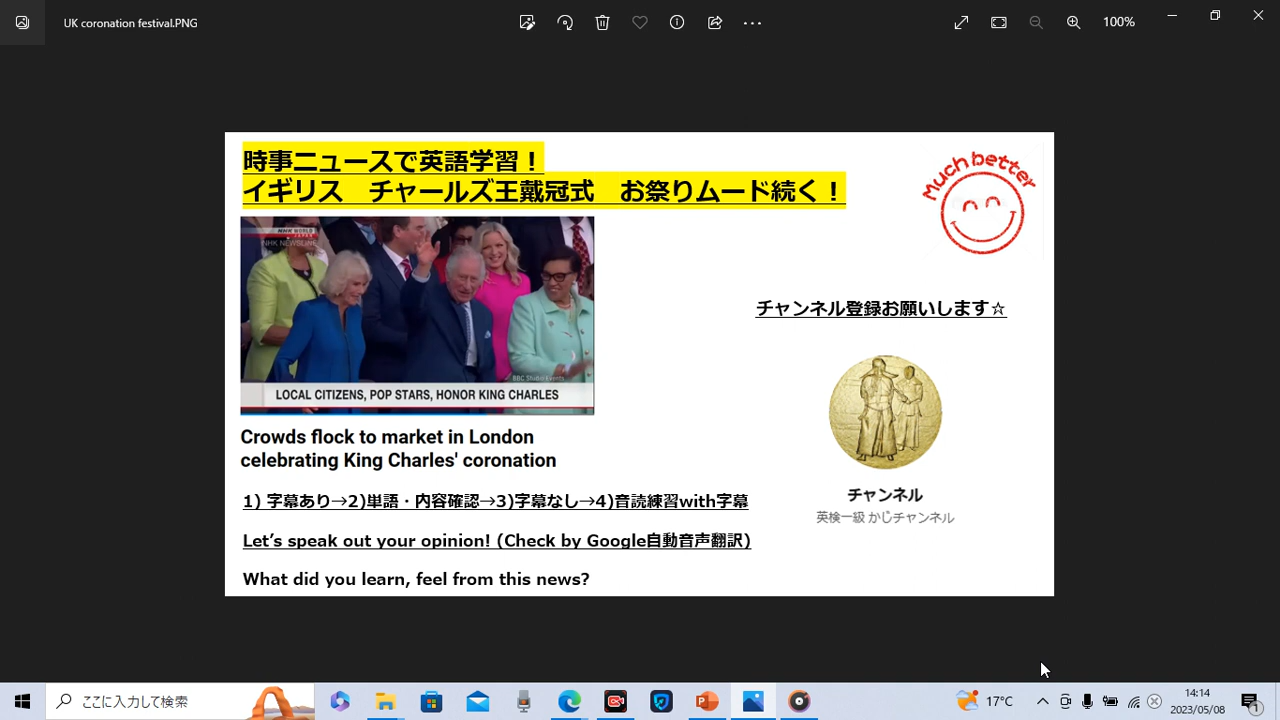 UK coronation festival.PNG
100%
時事ニュースで英語学習！
イギリス　チャールズ王戴冠式　お祭りムード続く！
Much better
NHK WORLD
JAPAN
NHK NEWSLINE
BBC Studio Events
LOCAL CITIZENS, POP STARS, HONOR KING CHARLES
チャンネル登録お願いします☆
Crowds flock to market in London
celebrating King Charles' coronation
チャンネル
英検一級 かじチャンネル
1) 字幕あり→2)単語・内容確認→3)字幕なし→4)音読練習with字幕
Let's speak out your opinion! (Check by Google自動音声翻訳)
What did you learn, feel from this news?
ここに入力して検索
17°C
14:14
2023/05/08
1